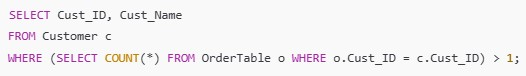 SELECT Cust_ID, Cust_Name
FROM Customer c
WHERE (SELECT COUNT(*) FROM OrderTable o WHERE o.Cust_ID = c.Cust_ID) > 1;